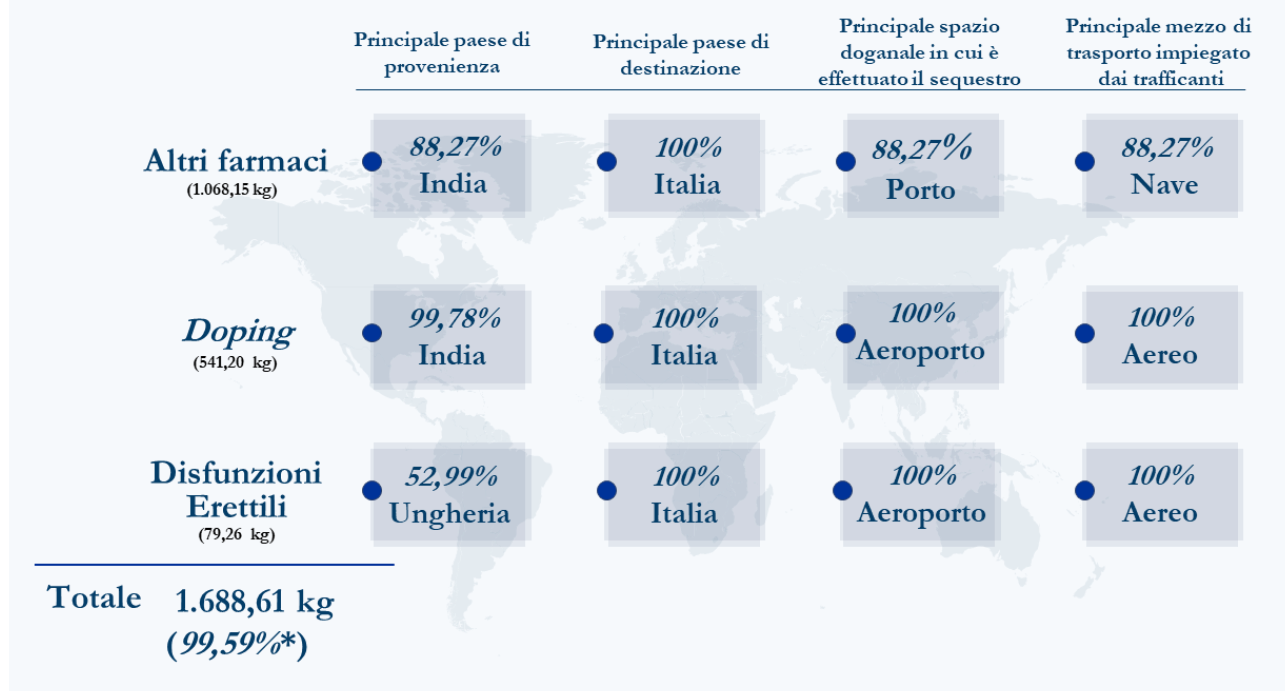 Principale paese di
provenienza
Principale paese di
destinazione
Principale spazio
doganale in cui è
effettuato il sequestro
Principale mezzo di
trasporto impiegato
dai trafficanti
Altri farmaci
(1.068,15 kg)
88,27%
India
100%
Italia
88,27%
Porto
88,27%
Nave
Doping
(541,20 kg)
99,78%
India
100%
Italia
100%
Aeroporto
100%
Aereo
Disfunzioni
Erettili
(79,26 kg)
52,99%
Ungheria
100%
Italia
100%
Aeroporto
100%
Aereo
Totale 1.688,61 kg
(99,59%*)